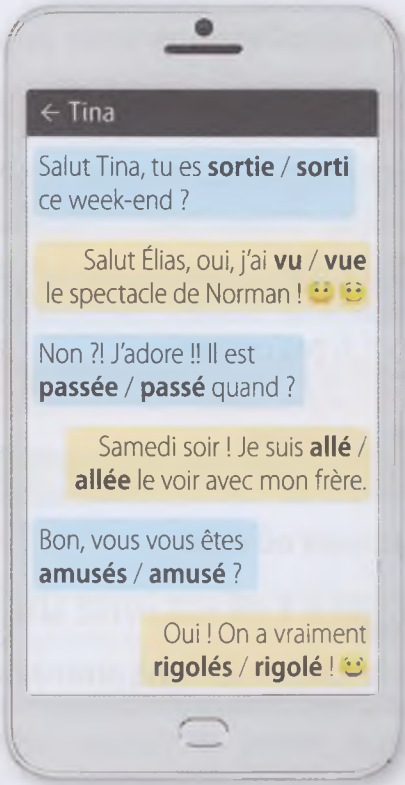 ← Tina
Salut Tina, tu es sortie / sorti
ce week-end ?
Salut Élias, oui, j'ai vu / vue
le spectacle de Norman !
Non ?! J'adore !! Il est
passée / passé quand ?
Samedi soir ! Je suis allé /
allée le voir avec mon frère.
Bon, vous vous êtes
amusés / amusé ?
Oui ! On a vraiment
rigolés / rigolé !